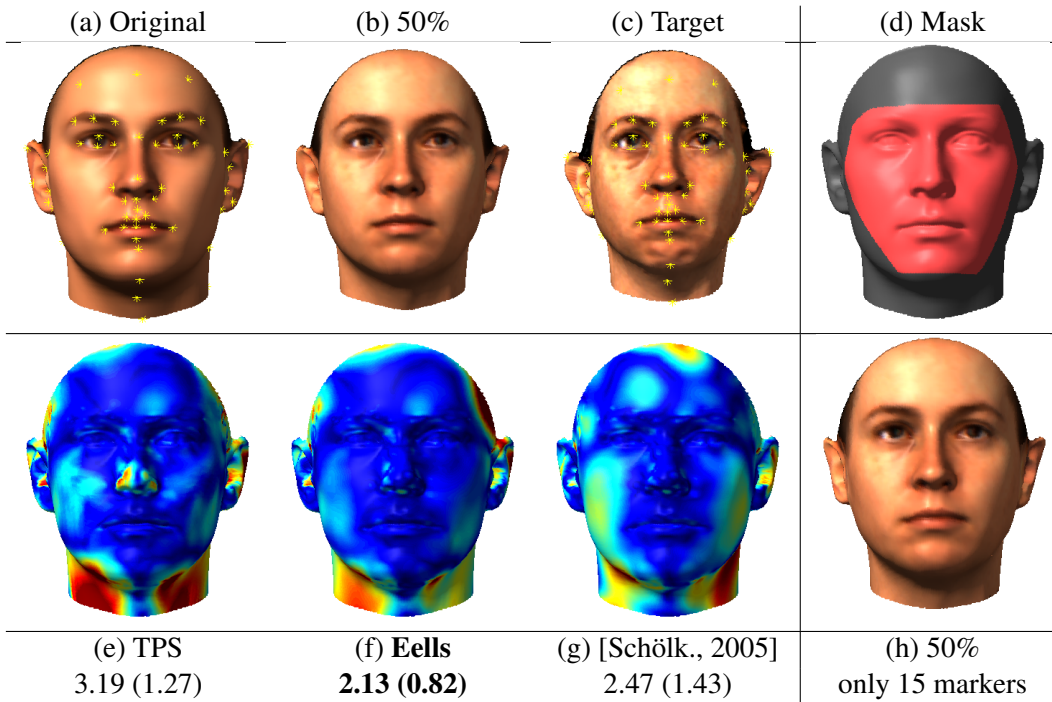 (a) Original (b) 50% (c) Target (d) Mask
(e) TPS (f) Eells (g) [Schölk., 2005] (h) 50%
3.19 (1.27) 2.13 (0.82) 2.47 (1.43) only 15 markers